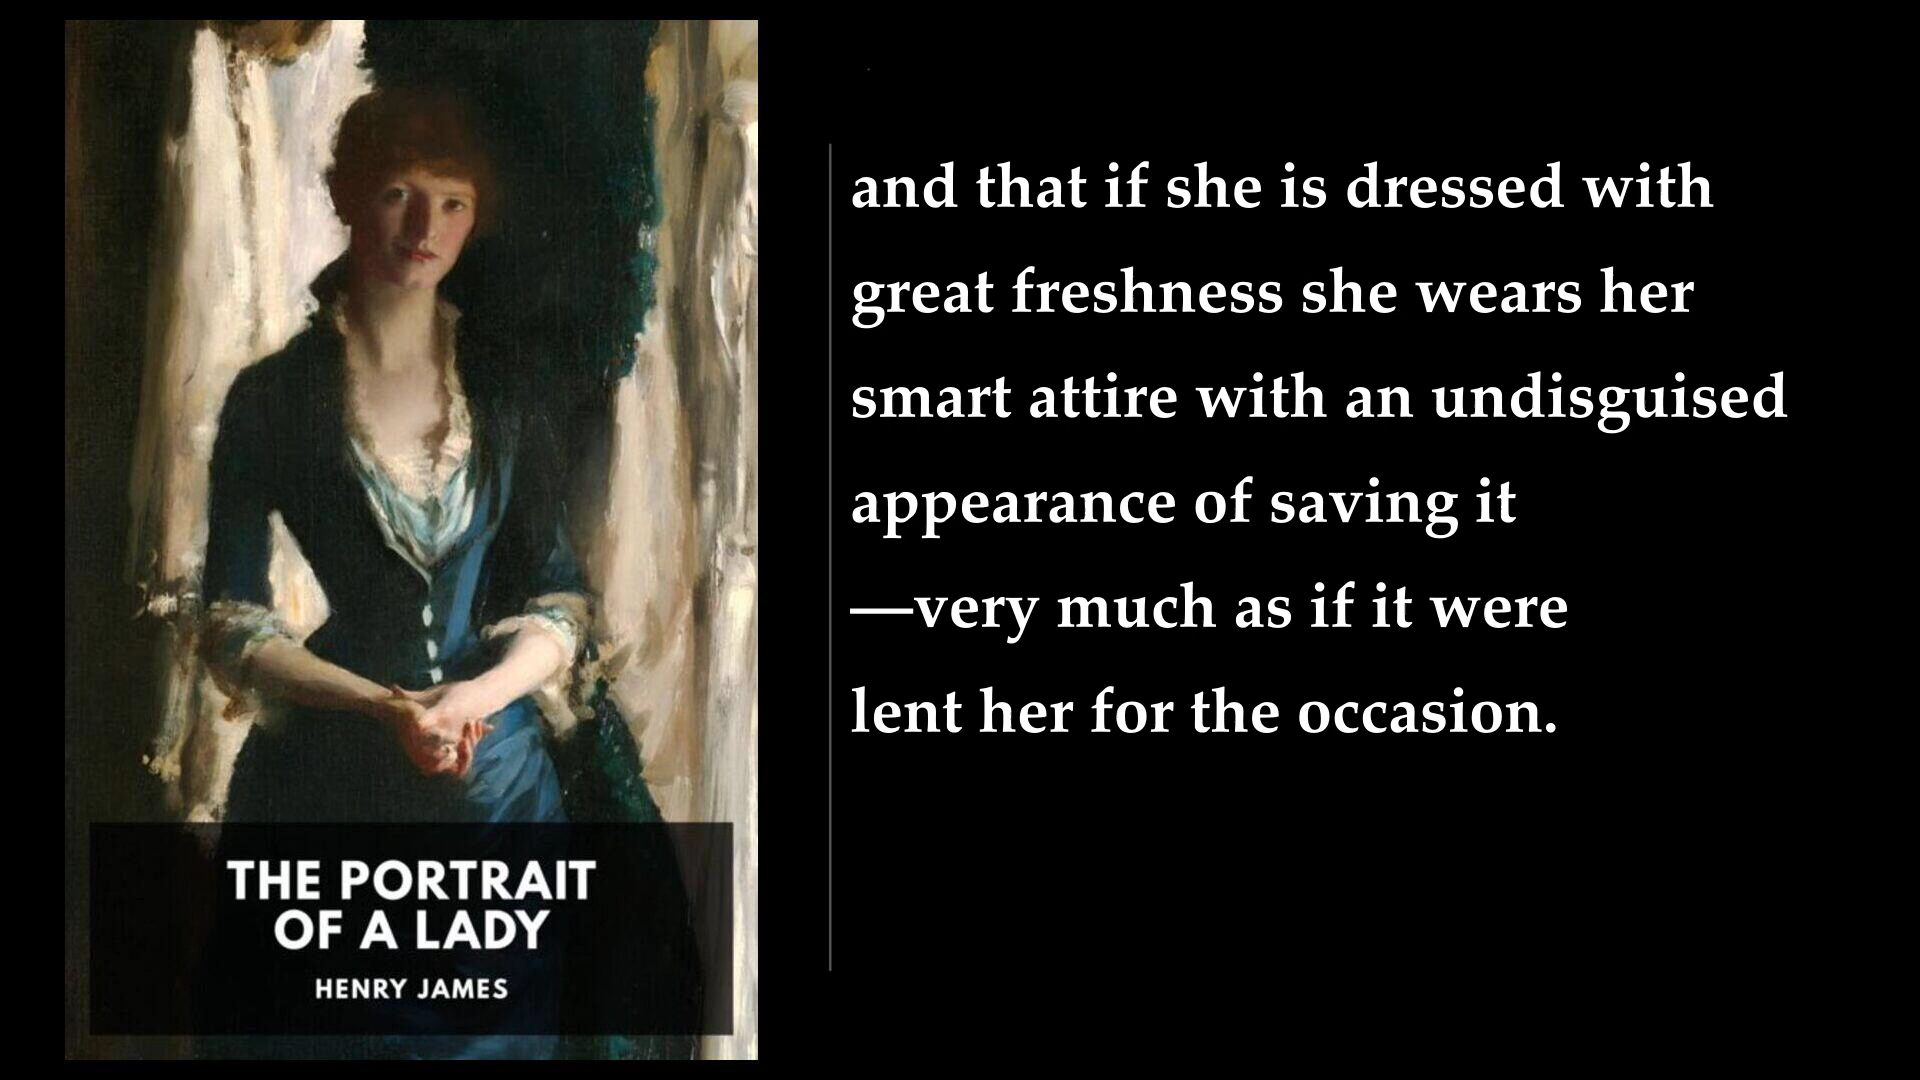 and that if she is dressed with
great freshness she wears her
smart attire with an undisguised
appearance of saving it
—very much as if it were
lent her for the occasion.
THE PORTRAIT
OF A LADY
HENRY JAMES